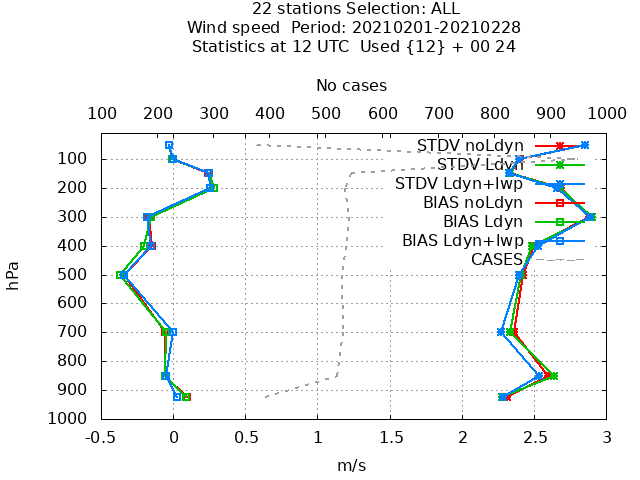 22 stations Selection: ALL
Wind speed  Period: 20210201-20210228
Statistics at 12 UTC  Used {12} + 00 24
No cases
100 200 300 400 500 600 700 800 900 1000
STDV noLdyn
STDV Ldyn
STDV Ldyn+lwp
BIAS noLdyn
BIAS Ldyn
BIAS Ldyn+lwp
CASES
hPa
100
200
300
400
500
600
700
800
900
1000
-0.5 0 0.5 1 1.5 2 2.5 3
m/s